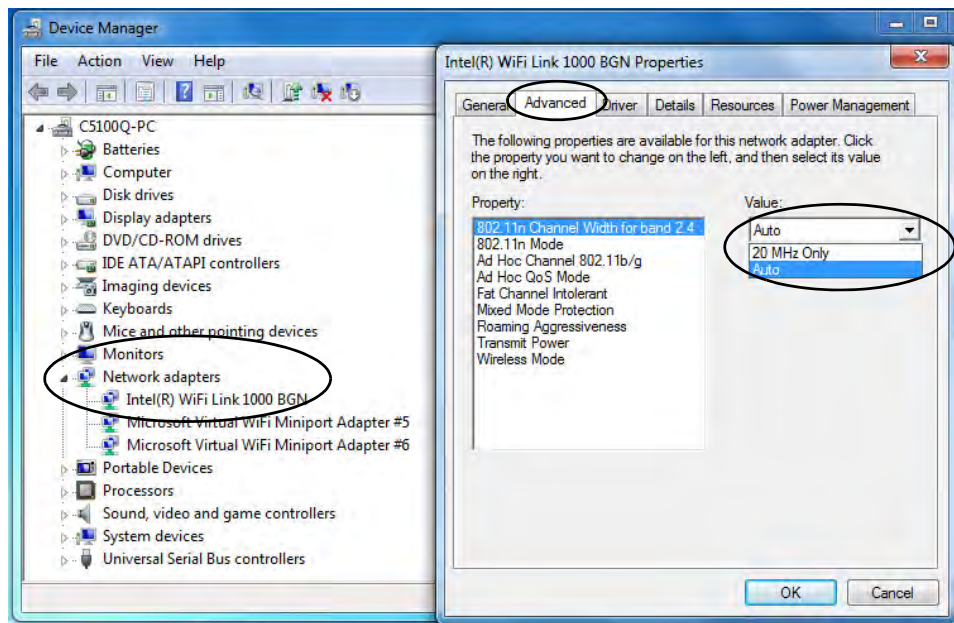 Device Manager
File Action View Help
C5100Q-PC
Batteries
Computer
Disk drives
Display adapters
DVD/CD-ROM drives
IDE ATA/ATAPI controllers
Imaging devices
Keyboards
Mice and other pointing devices
Monitors
Network adapters
Intel(R) WiFi Link 1000 BGN
Microsoft Virtual WiFi Miniport Adapter #5
Microsoft Virtual WiFi Miniport Adapter #6
Portable Devices
Processors
Sound, video and game controllers
System devices
Universal Serial Bus controllers
Intel(R) WiFi Link 1000 BGN Properties
General Advanced Driver Details Resources Power Management
The following properties are available for this network adapter. Click
the property you want to change on the left, and then select its value
on the right.
Property:
802.11n Channel Width for band 2.4
802.11n Mode
Ad Hoc Channel 802.11b/g
Ad Hoc QoS Mode
Fat Channel Intolerant
Mixed Mode Protection
Roaming Aggressiveness
Transmit Power
Wireless Mode
Value:
Auto
20 MHz Only
Auto
OK Cancel